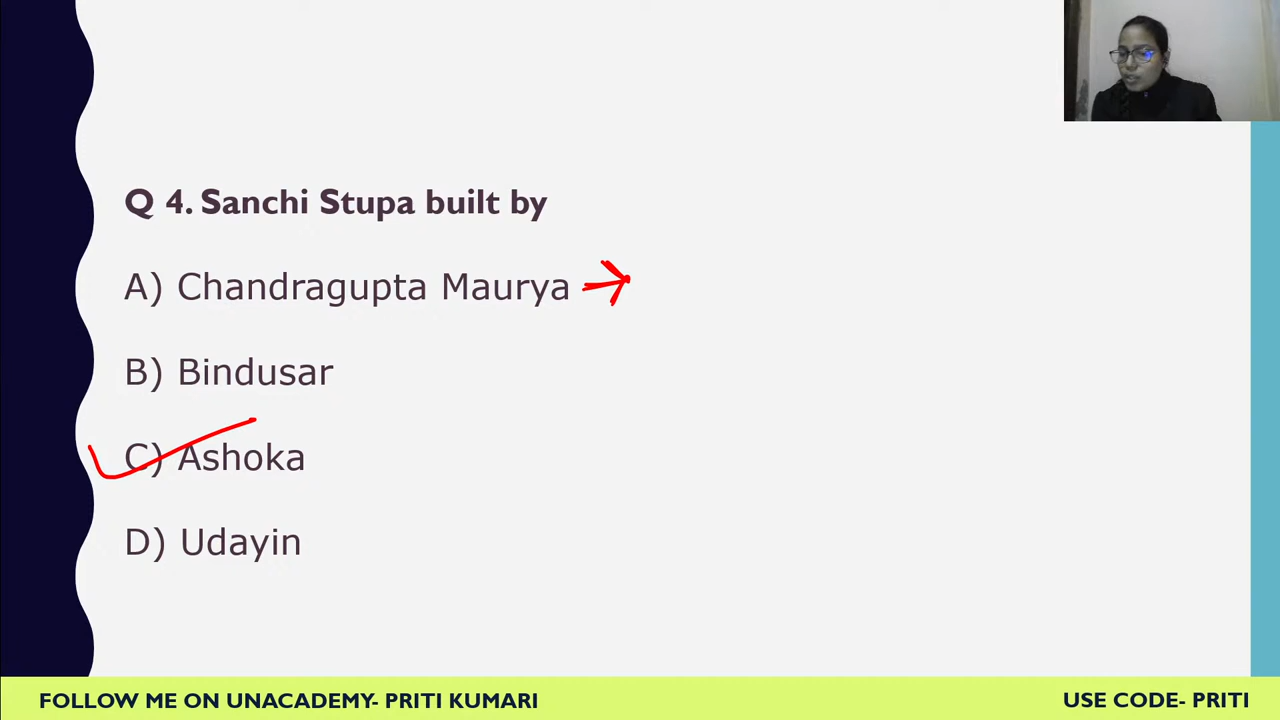 Q 4. Sanchi Stupa built by
A) Chandragupta Maurya
B) Bindusar
C) Ashoka
D) Udayin
FOLLOW ME ON UNACADEMY- PRITI KUMARI
USE CODE- PRITI